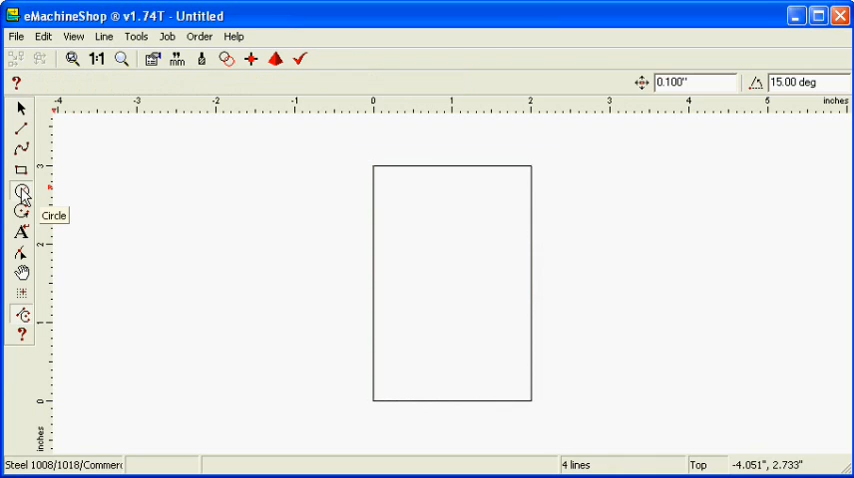 eMachineShop ® v1.74T - Untitled
File Edit View Line Tools Job Order Help
1:1 mm
? 0.100" 15.00 deg
-4 -3 -2 -1 0 1 2 3 4 5 inches
3
Circle
A
2
1
?
0
inches
Steel 1008/1018/Commerc 4 lines Top -4.051", 2.733"